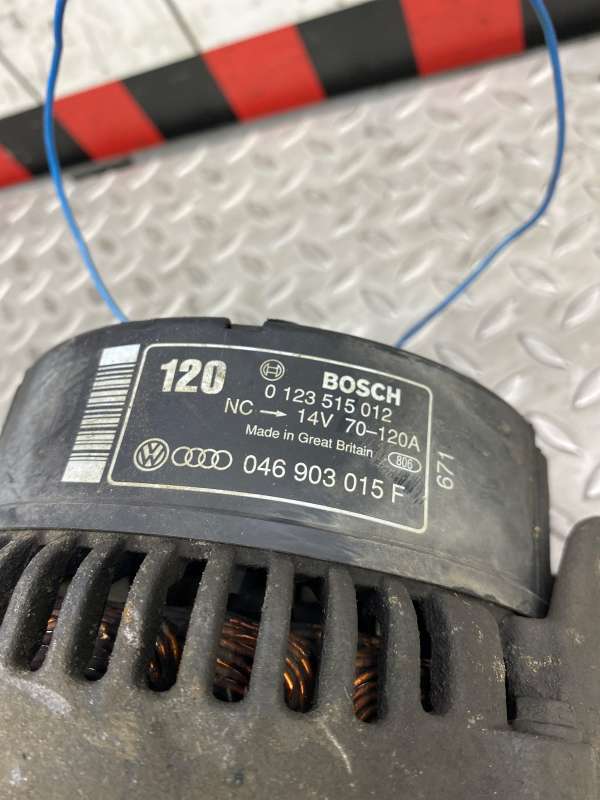 120
BOSCH
0 123 515 012
NC → 14V 70–120A
Made in Great Britain
806
046 903 015 F
671